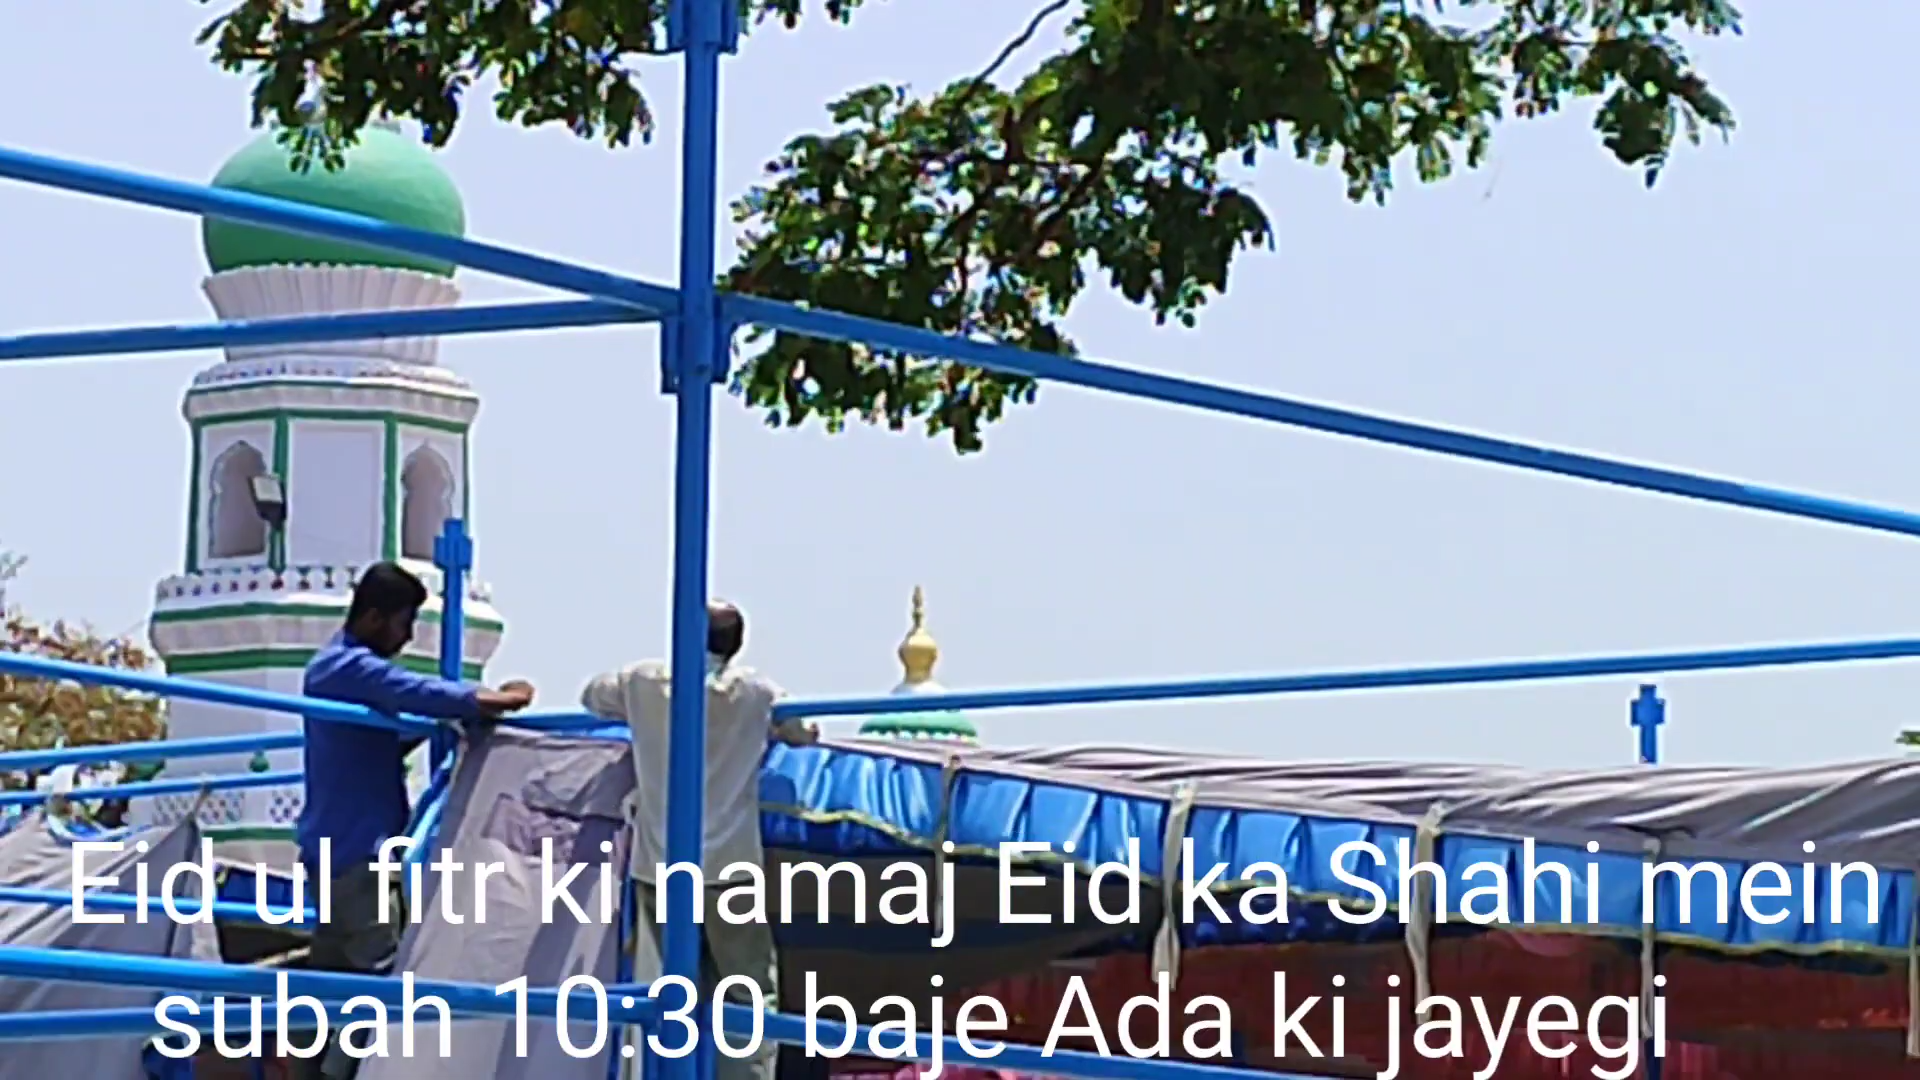 Eid ul fitr ki namaj Eid ka Shahi mein
subah 10:30 baje Ada ki jayegi